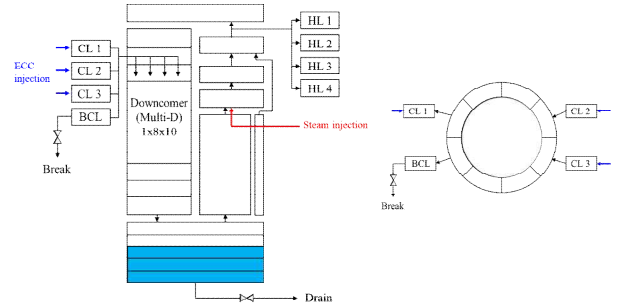 CL 1
ECC
injection
CL 2
CL 3
BCL
Break
Downcomer
(Multi-D)
1x8x10
HL 1
HL 2
HL 3
HL 4
Steam injection
Drain
CL 1
CL 2
BCL
CL 3
Break